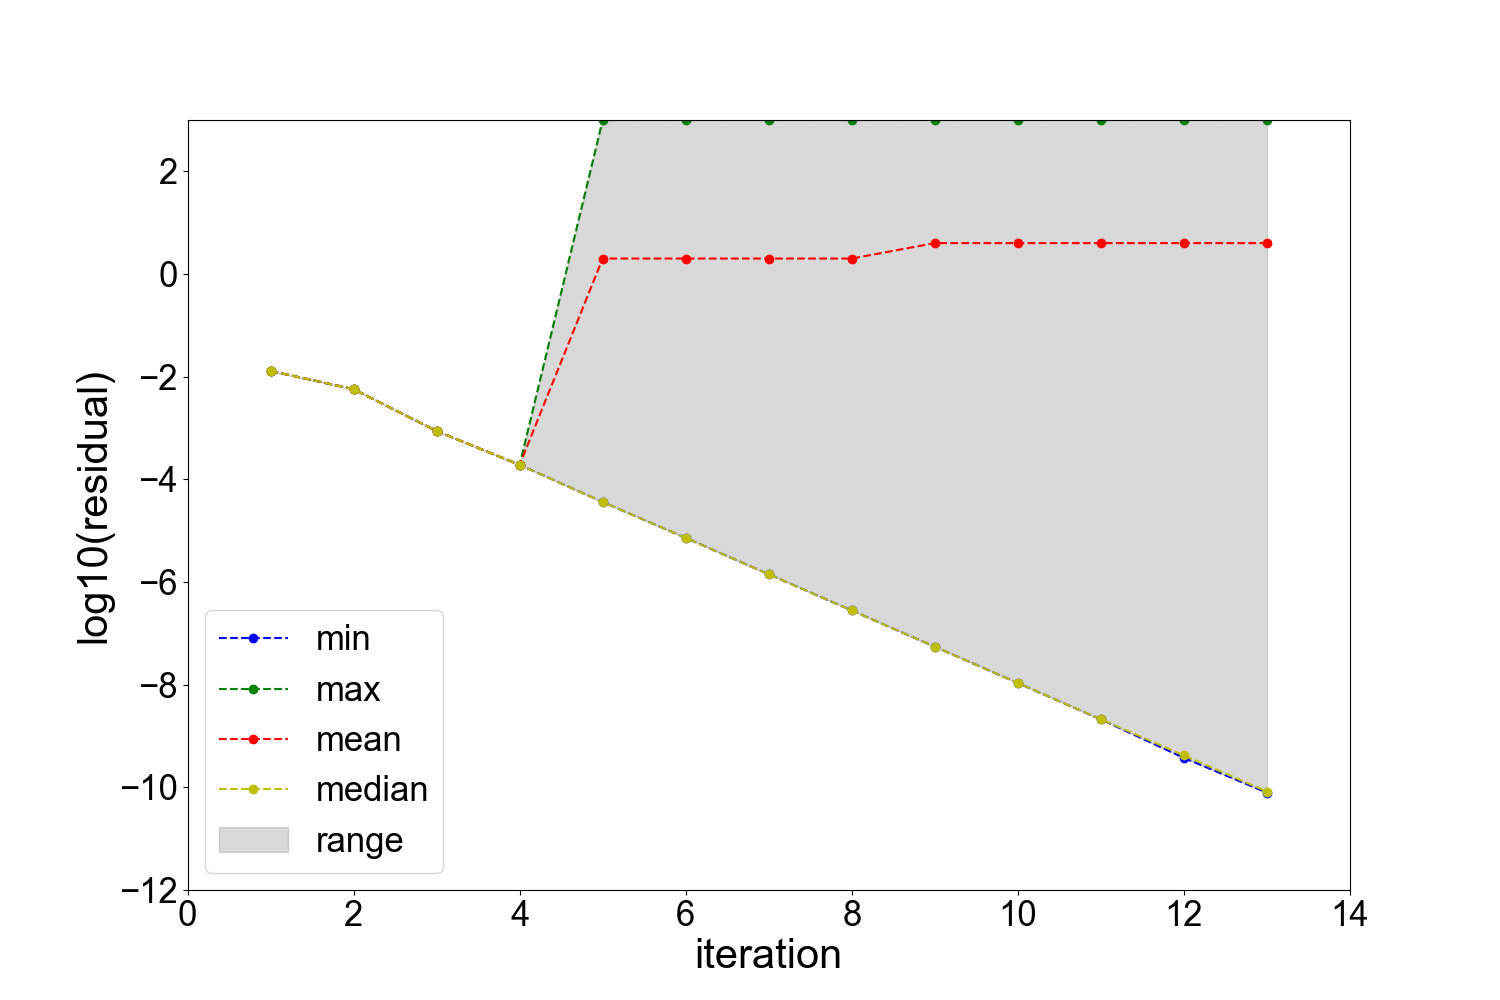 2
0
−2
−4
−6
−8
−10
−12
log10(residual)
min
max
mean
median
range
0 2 4 6 8 10 12 14
iteration